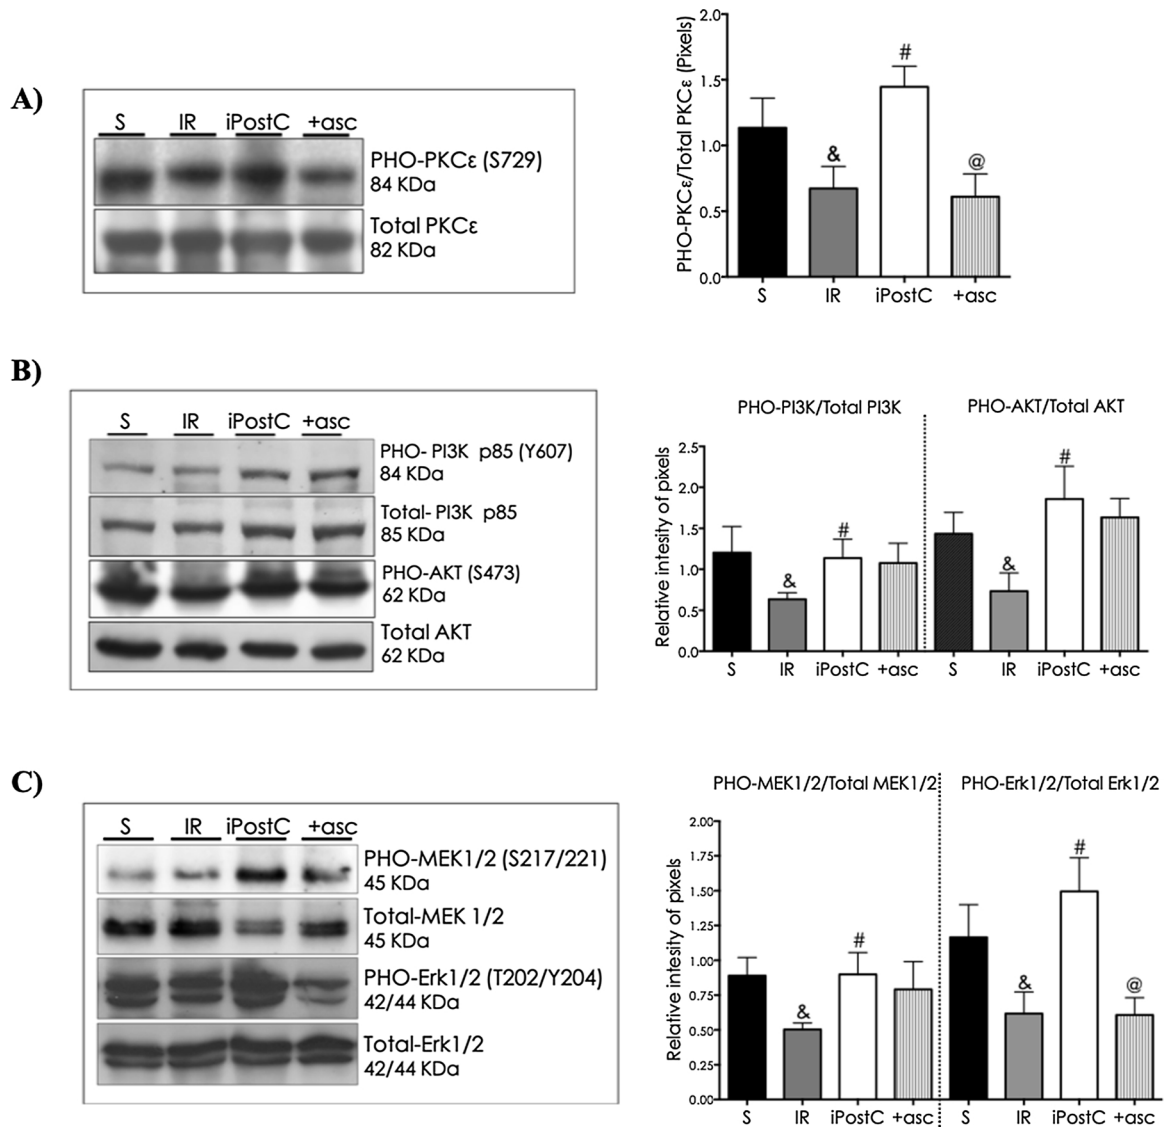 A)
S IR iPostC +asc
PHO-PKCε (S729)
84 KDa
Total PKCε
82 KDa
PHO-PKCε/Total PKCε (Pixels)
2.0
1.5
1.0
0.5
0.0
&
#
@
S IR iPostC +asc
B)
S IR iPostC +asc
PHO- PI3K p85 (Y607)
84 KDa
Total- PI3K p85
85 KDa
PHO-AKT (S473)
62 KDa
Total AKT
62 KDa
PHO-PI3K/Total PI3K
PHO-AKT/Total AKT
Relative intesity of pixels
2.5
2.0
1.5
1.0
0.5
0.0
&
#
&
#
S IR iPostC +asc S IR iPostC +asc
C)
S IR iPostC +asc
PHO-MEK1/2 (S217/221)
45 KDa
Total-MEK 1/2
45 KDa
PHO-Erk1/2 (T202/Y204)
42/44 KDa
Total-Erk1/2
42/44 KDa
PHO-MEK1/2/Total MEK1/2
PHO-Erk1/2/Total Erk1/2
Relative intesity of pixels
2.00
1.75
1.50
1.25
1.00
0.75
0.50
0.25
0.00
&
#
&
#
@
S IR iPostC +asc S IR iPostC +asc